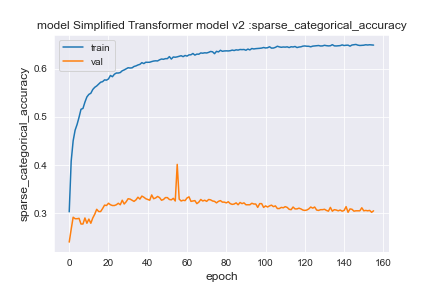 model Simplified Transformer model v2 :sparse_categorical_accuracy
train
val
sparse_categorical_accuracy
0.6
0.5
0.4
0.3
0 20 40 60 80 100 120 140 160
epoch